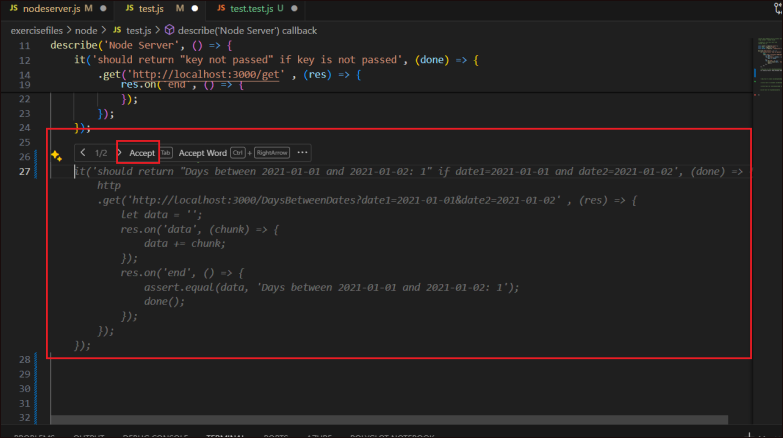 JS nodeserver.js M JS test.js M JS test.test.js U
exercisefiles > node > JS test.js > describe('Node Server') callback
11 describe('Node Server', () => {
12 it('should return "key not passed" if key is not passed', (done) => {
14 .get('http://localhost:3000/get' , (res) => {
19 res.on('end', () => {
22 });
23 });
24 });
25
1/2 Accept Tab Accept Word Ctrl + RightArrow ...
26
27 it('should return "Days between 2021-01-01 and 2021-01-02: 1" if date1=2021-01-01 and date2=2021-01-02', (done) =>
http
.get('http://localhost:3000/DaysBetweenDates?date1=2021-01-01&date2=2021-01-02' , (res) => {
let data = '';
res.on('data', (chunk) => {
data += chunk;
});
res.on('end', () => {
assert.equal(data, 'Days between 2021-01-01 and 2021-01-02: 1');
done();
});
});
});
28
29
30
31
32
PROBLEMS OUTPUT DEBUG CONSOLE TERMINAL PORTS AZURE POLYGLOT NOTEBOOK